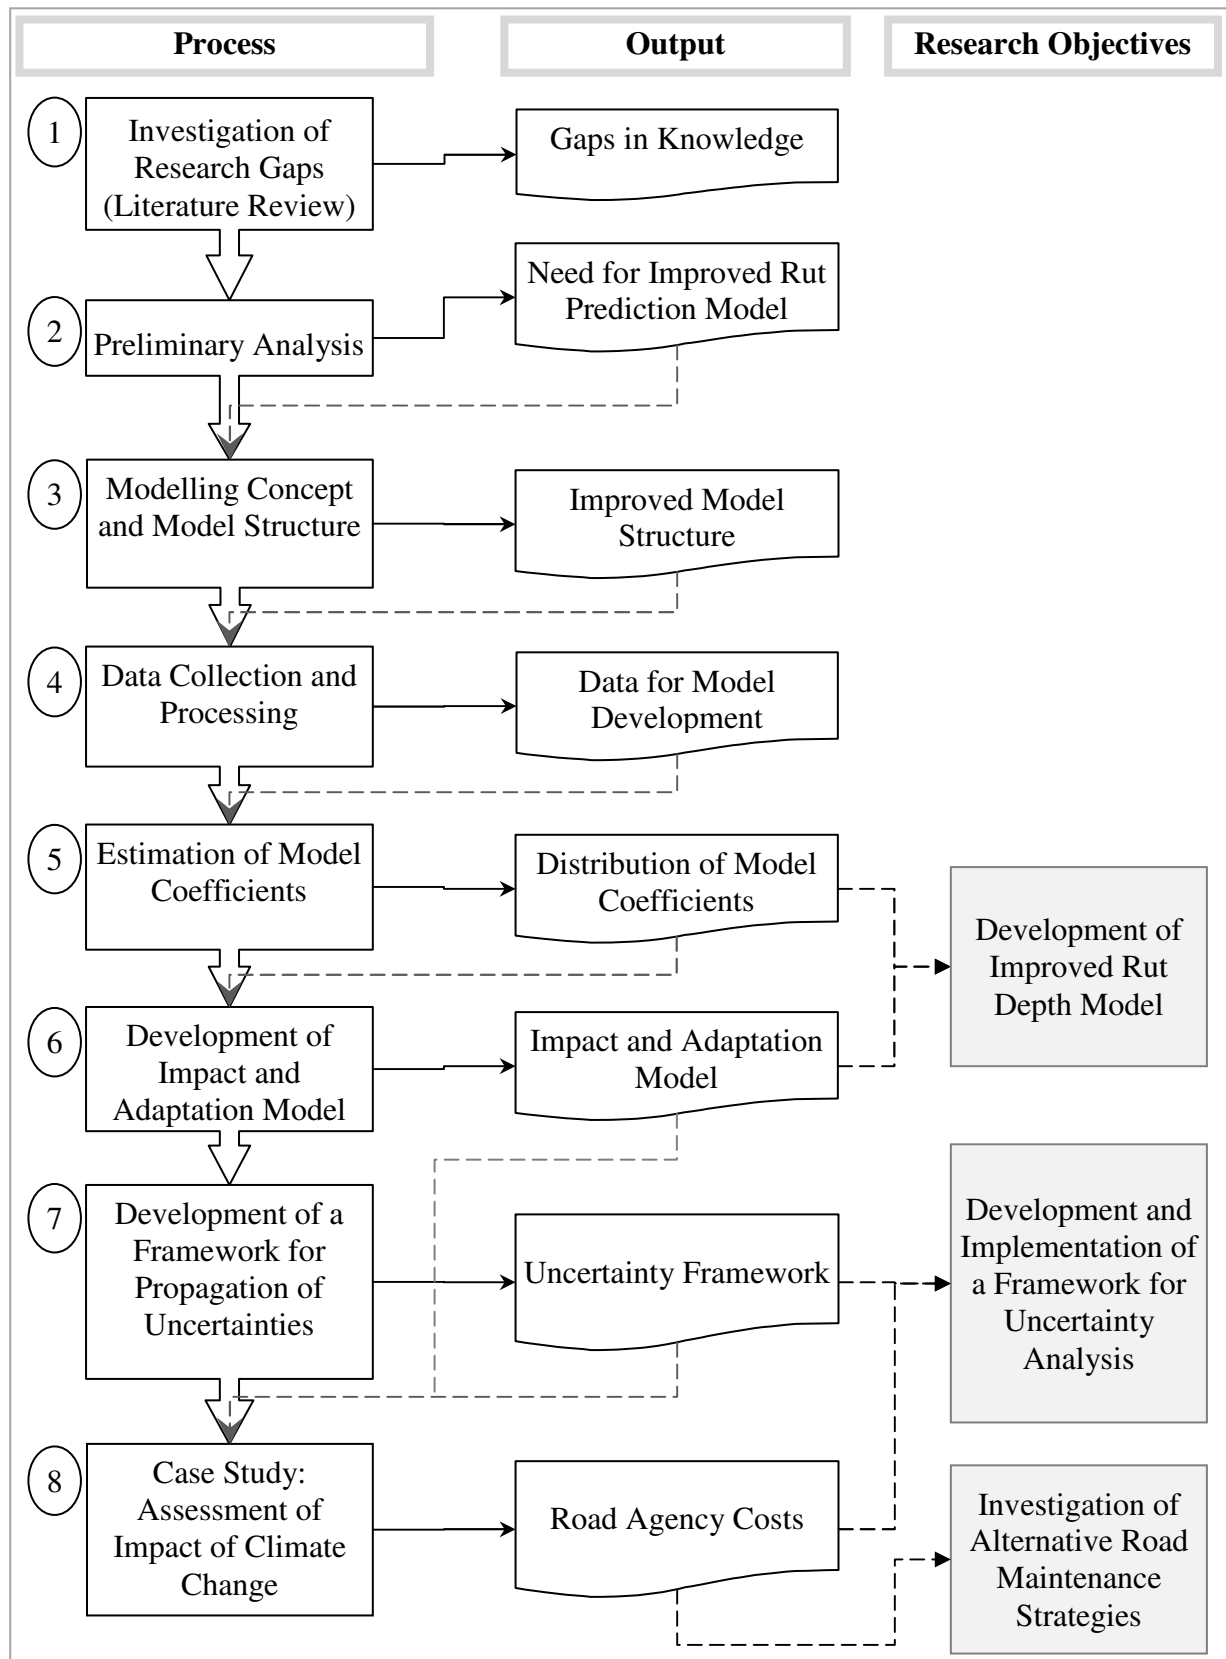 Process
Output
Research Objectives
1
Investigation of
Research Gaps
(Literature Review)
Gaps in Knowledge
2
Preliminary Analysis
Need for Improved Rut
Prediction Model
3
Modelling Concept
and Model Structure
Improved Model
Structure
4
Data Collection and
Processing
Data for Model
Development
5
Estimation of Model
Coefficients
Distribution of Model
Coefficients
Development of
Improved Rut
Depth Model
6
Development of
Impact and
Adaptation Model
Impact and Adaptation
Model
7
Development of a
Framework for
Propagation of
Uncertainties
Uncertainty Framework
Development and
Implementation of
a Framework for
Uncertainty
Analysis
8
Case Study:
Assessment of
Impact of Climate
Change
Road Agency Costs
Investigation of
Alternative Road
Maintenance
Strategies